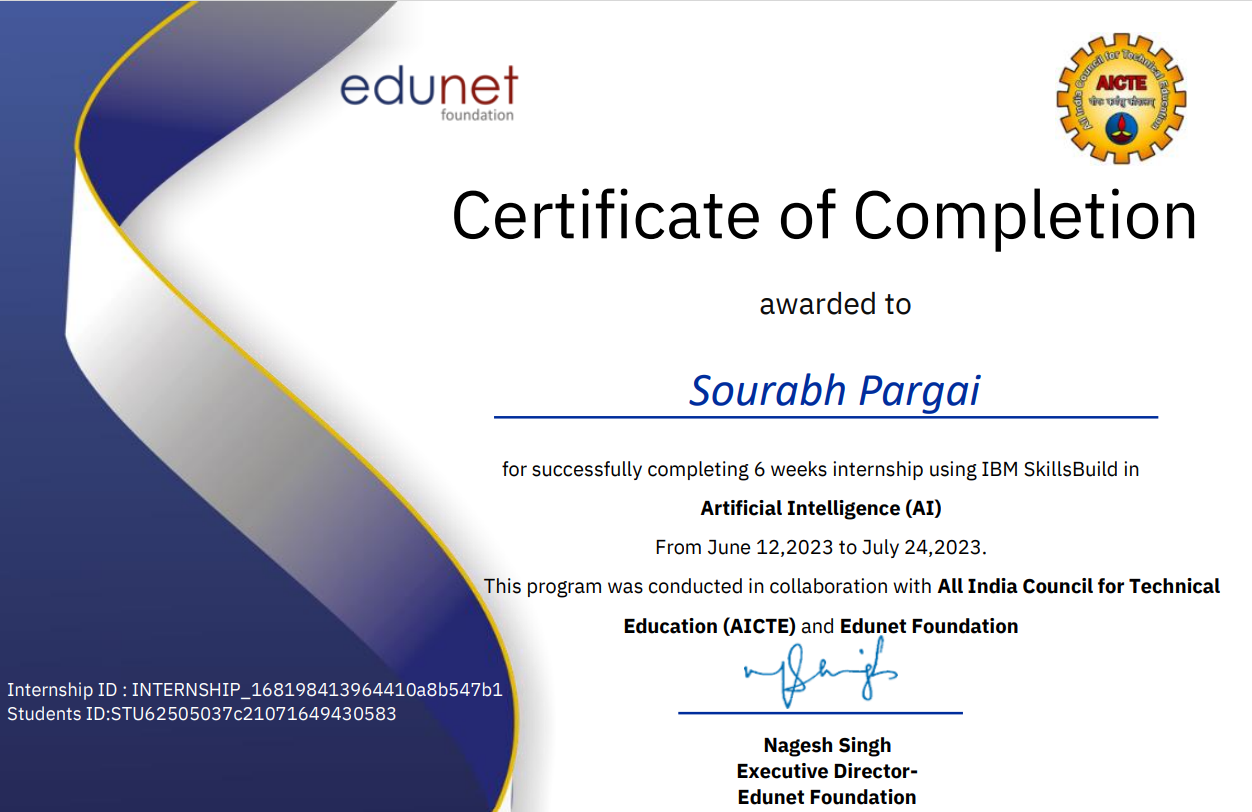 edunet
foundation
All India Council for Technical Education
AICTE
Certificate of Completion
awarded to
Sourabh Pargai
for successfully completing 6 weeks internship using IBM SkillsBuild in
Artificial Intelligence (AI)
From June 12,2023 to July 24,2023.
This program was conducted in collaboration with All India Council for Technical
Education (AICTE) and Edunet Foundation
Internship ID : INTERNSHIP_168198413964410a8b547b1
Students ID:STU62505037c21071649430583
Nagesh Singh
Executive Director-
Edunet Foundation